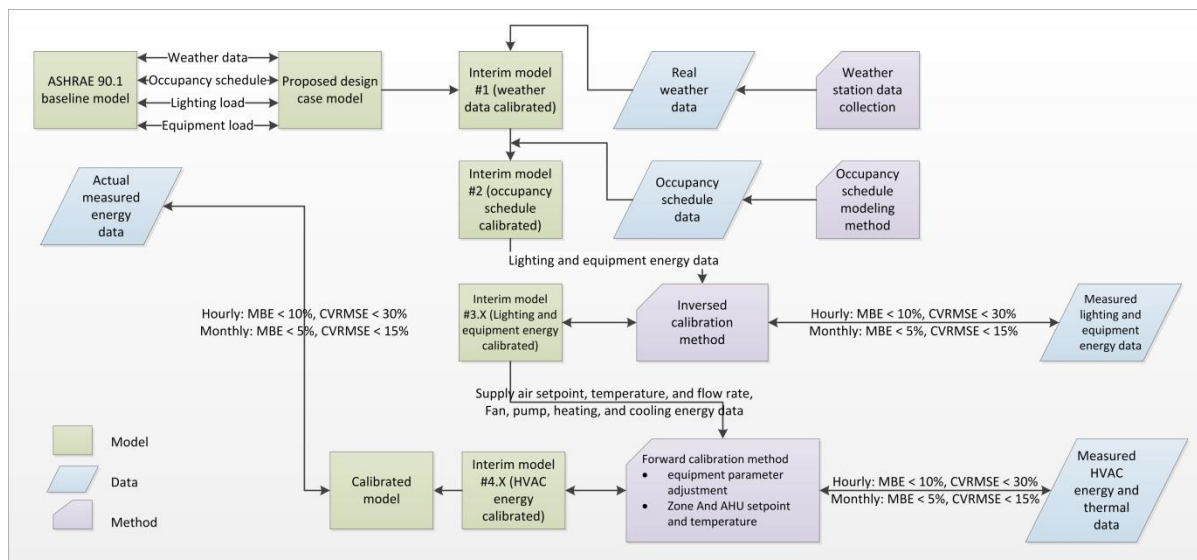 ASHRAE 90.1
baseline model
Weather data
Occupancy schedule
Lighting load
Equipment load
Proposed design
case model
Interim model
#1 (weather
data calibrated)
Real
weather
data
Weather
station data
collection
Actual
measured
energy
data
Interim model
#2 (occupancy
schedule
calibrated)
Occupancy
schedule
data
Occupancy
schedule
modeling
method
Lighting and equipment energy data
Hourly: MBE < 10%, CVRMSE < 30%
Monthly: MBE < 5%, CVRMSE < 15%
Interim model
#3.X (Lighting and
equipment energy
calibrated)
Inversed
calibration
method
Hourly: MBE < 10%, CVRMSE < 30%
Monthly: MBE < 5%, CVRMSE < 15%
Measured
lighting and
equipment
energy data
Supply air setpoint, temperature, and flow rate,
Fan, pump, heating, and cooling energy data
Model
Data
Method
Calibrated
model
Interim model
#4.X (HVAC
energy
calibrated)
Forward calibration method
• equipment parameter
adjustment
• Zone And AHU setpoint
and temperature
Hourly: MBE < 10%, CVRMSE < 30%
Monthly: MBE < 5%, CVRMSE < 15%
Measured
HVAC
energy and
thermal
data